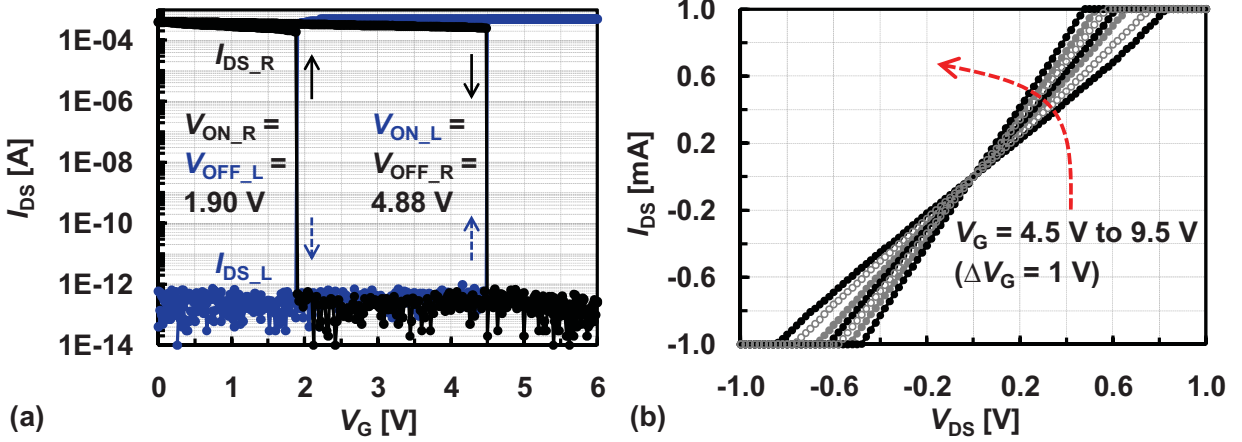 1E-04
1E-06
1E-08
1E-10
1E-12
1E-14
I_DS [A]
I_DS_R
V_ON_R =
V_OFF_L =
1.90 V
V_ON_L =
V_OFF_R =
4.88 V
I_DS_L
0 1 2 3 4 5 6
V_G [V]
(a)
1.0
0.6
0.2
-0.2
-0.6
-1.0
I_DS [mA]
V_G = 4.5 V to 9.5 V
(ΔV_G = 1 V)
-1.0 -0.6 -0.2 0.2 0.6 1.0
V_DS [V]
(b)